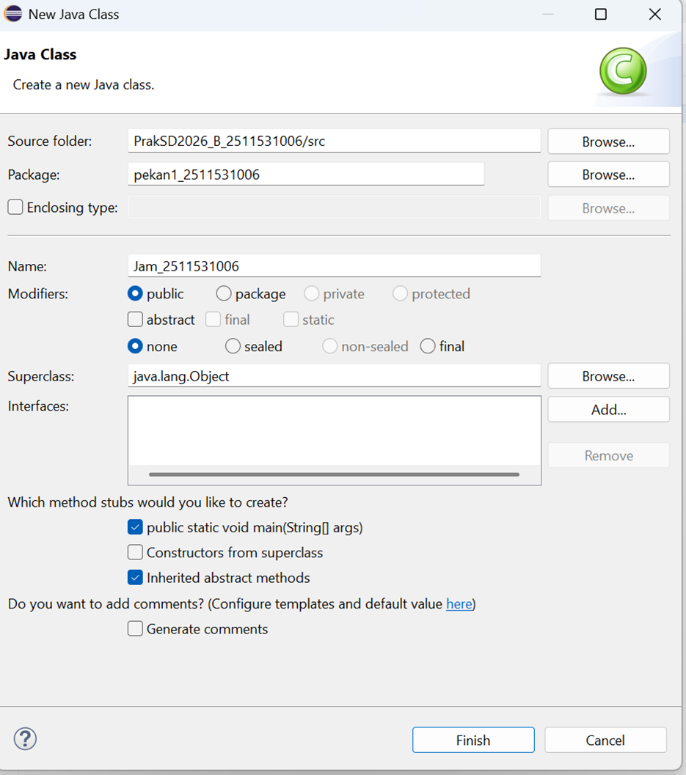 New Java Class
Java Class
Create a new Java class.
C
Source folder: PrakSD2026_B_2511531006/src Browse...
Package: pekan1_2511531006 Browse...
Enclosing type: Browse...
Name: Jam_2511531006
Modifiers: public package private protected
abstract final static
none sealed non-sealed final
Superclass: java.lang.Object Browse...
Interfaces: Add...
Remove
Which method stubs would you like to create?
public static void main(String[] args)
Constructors from superclass
Inherited abstract methods
Do you want to add comments? (Configure templates and default value here)
Generate comments
? Finish Cancel